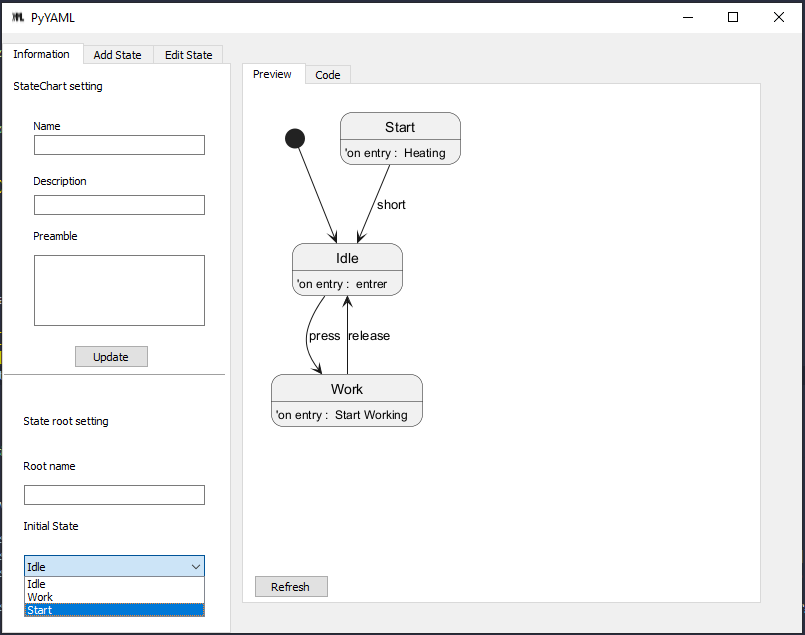 PyYAML
Information
Add State
Edit State
StateChart setting
Name
Description
Preamble
Update
State root setting
Root name
Initial State
Idle
Idle
Work
Start
Preview
Code
Start
'on entry : Heating
short
Idle
'on entry : entrer
press
release
Work
'on entry : Start Working
Refresh